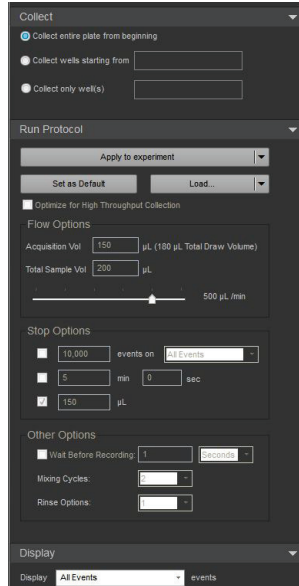 Collect
Collect entire plate from beginning
Collect wells starting from
Collect only well(s)
Run Protocol
Apply to experiment
Set as Default Load...
Optimize for High Throughput Collection
Flow Options
Acquisition Vol 150 µL (180 µL Total Draw Volume)
Total Sample Vol 200 µL
500 µL /min
Stop Options
10,000 events on All Events
5 min 0 sec
150 µL
Other Options
Wait Before Recording: 1 Seconds
Mixing Cycles: 2
Rinse Options: 1
Display
Display All Events events